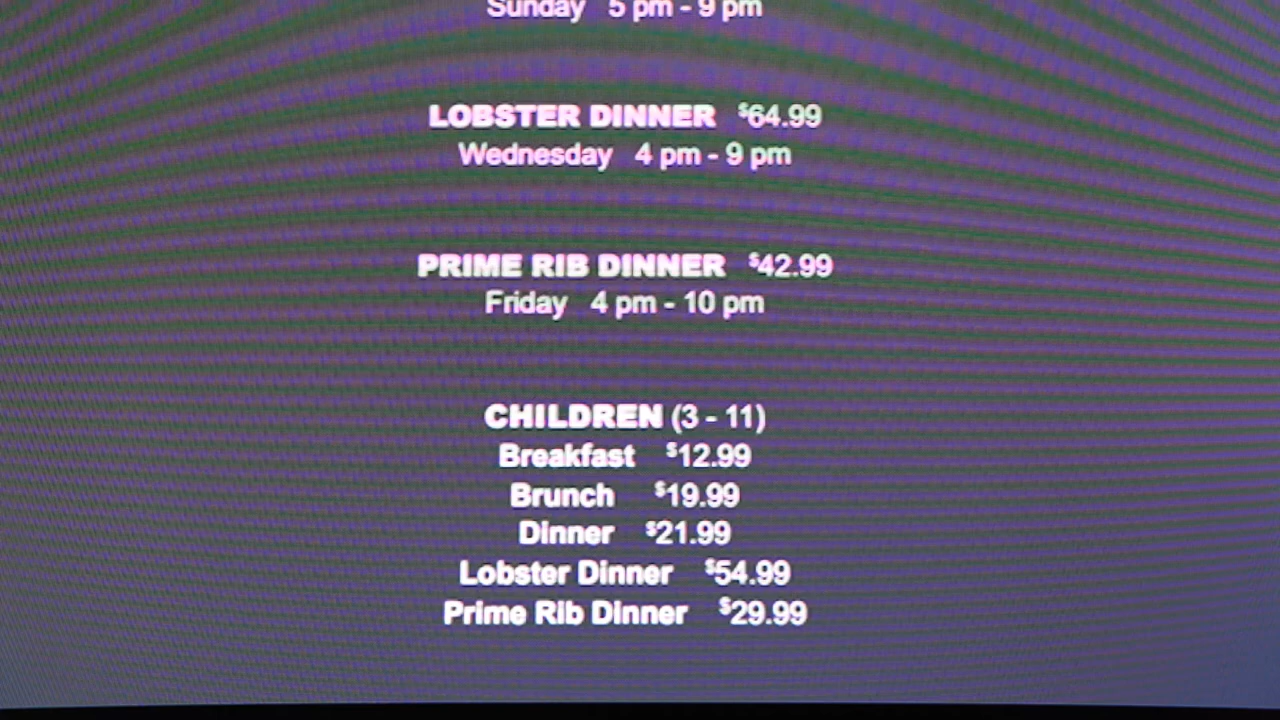 Sunday 5 pm - 9 pm
LOBSTER DINNER $64.99
Wednesday 4 pm - 9 pm
PRIME RIB DINNER $42.99
Friday 4 pm - 10 pm
CHILDREN (3 - 11)
Breakfast $12.99
Brunch $19.99
Dinner $21.99
Lobster Dinner $54.99
Prime Rib Dinner $29.99